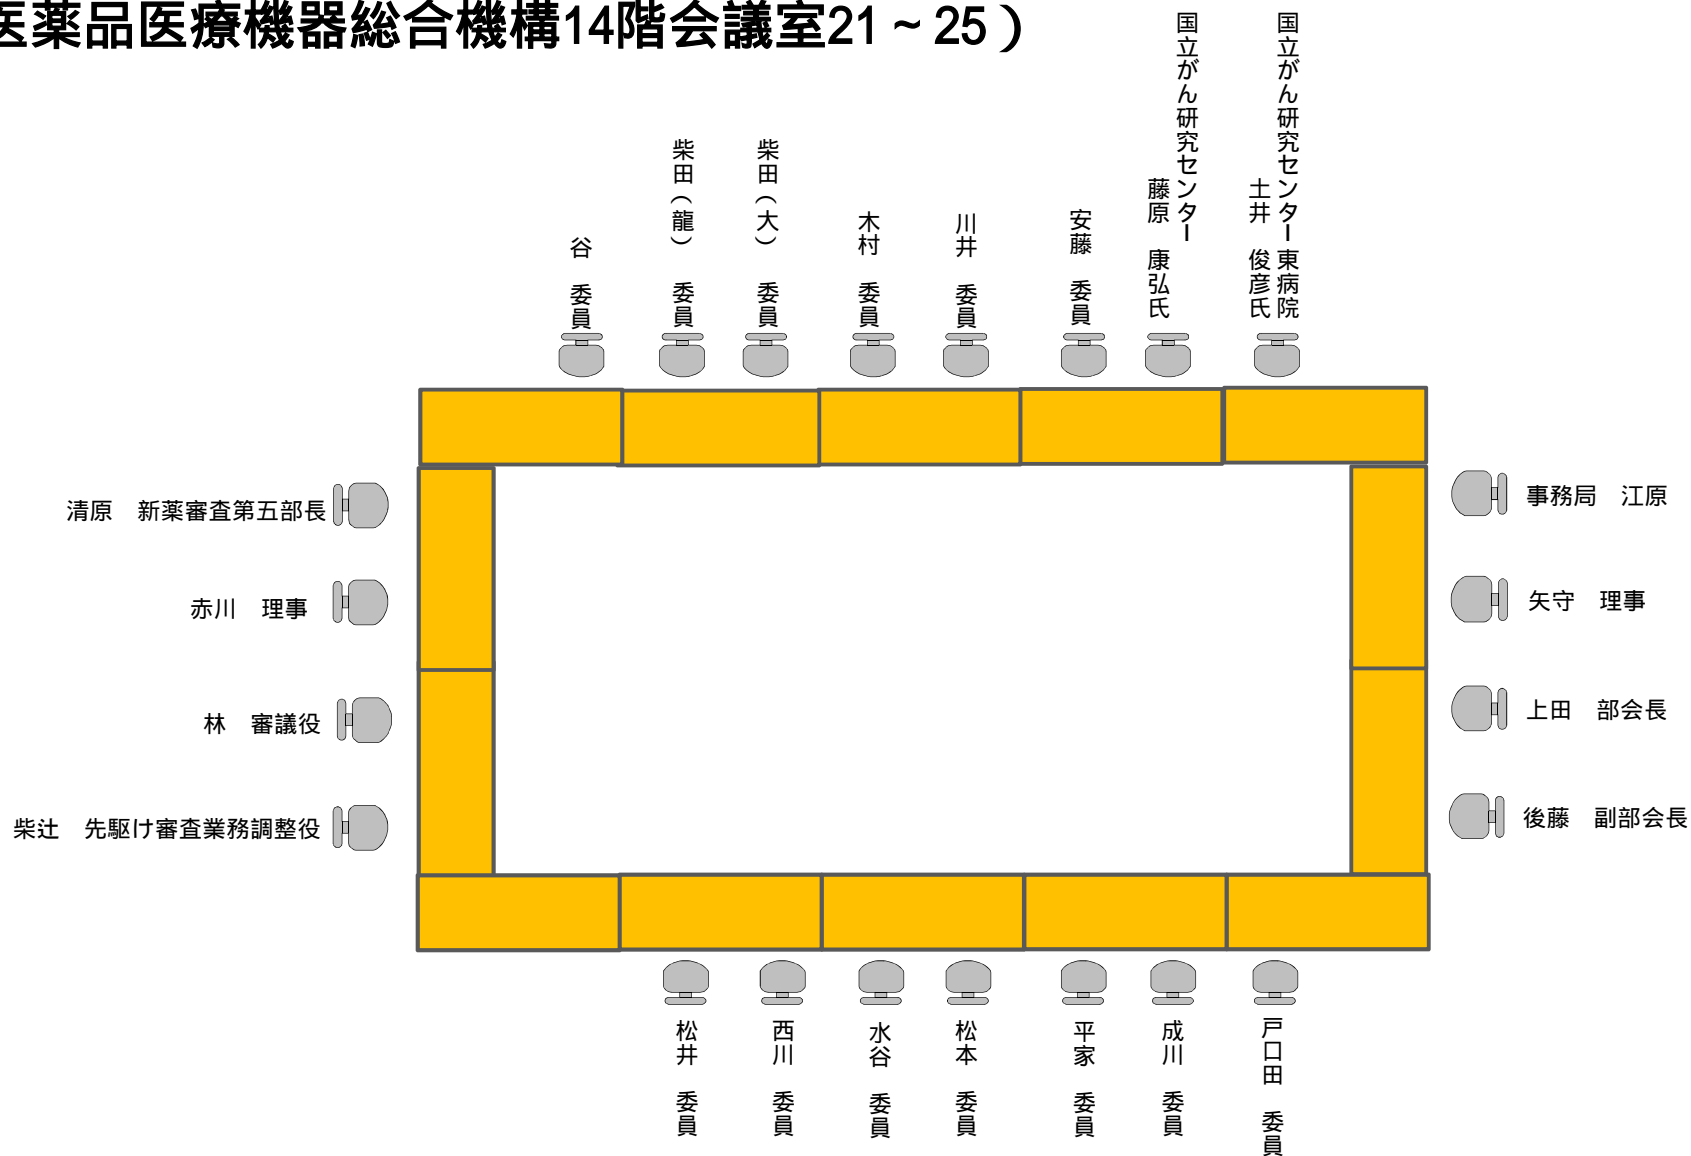 医薬品医療機器総合機構14階会議室21～25）
国立がん研究センター東病院
土井　俊彦氏
国立がん研究センター
藤原　康弘氏
安藤　委員
川井　委員
木村　委員
柴田（大）　委員
柴田（龍）　委員
谷　委員
清原　新薬審査第五部長
赤川　理事
林　審議役
柴辻　先駆け審査業務調整役
事務局　江原
矢守　理事
上田　部会長
後藤　副部会長
戸口田　委員
成川　委員
平家　委員
松本　委員
水谷　委員
西川　委員
松井　委員